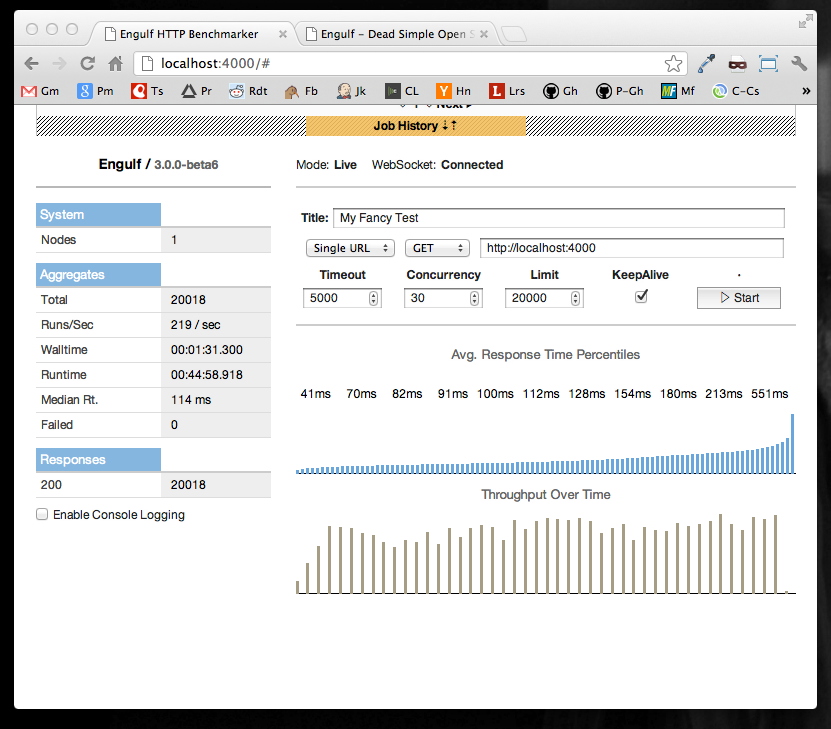 Engulf HTTP Benchmarker
Engulf – Dead Simple Open S
localhost:4000/#
Gm Pm Ts Pr Rdt Fb Jk CL Hn Lrs Gh P-Gh Mf C-Cs »
Job History
Engulf / 3.0.0-beta6
Mode: Live WebSocket: Connected
System
Nodes 1
Aggregates
Total 20018
Runs/Sec 219 / sec
Walltime 00:01:31.300
Runtime 00:44:58.918
Median Rt. 114 ms
Failed 0
Responses
200 20018
Enable Console Logging
Title: My Fancy Test
Single URL GET http://localhost:4000
Timeout Concurrency Limit KeepAlive .
5000 30 20000 Start
Avg. Response Time Percentiles
41ms 70ms 82ms 91ms 100ms 112ms 128ms 154ms 180ms 213ms 551ms
Throughput Over Time